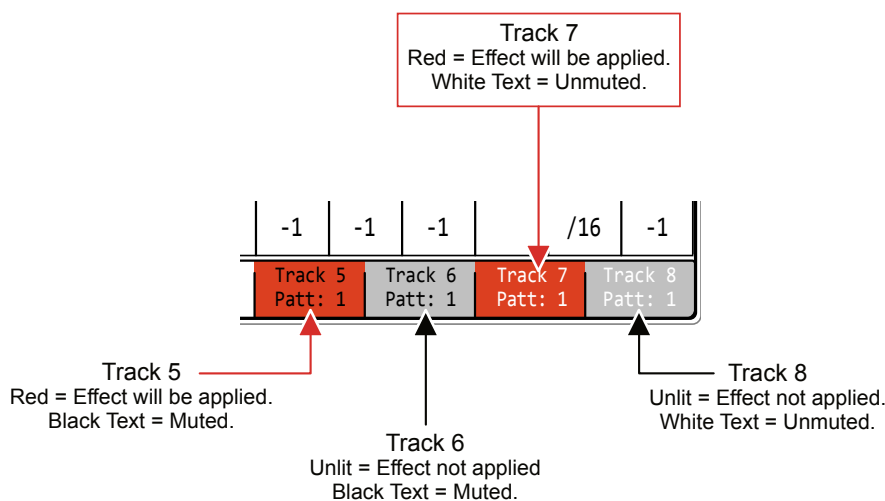 Track 7
Red = Effect will be applied.
White Text = Unmuted.
-1 -1 -1 /16 -1
Track 5 Track 6 Track 7 Track 8
Patt: 1 Patt: 1 Patt: 1 Patt: 1
Track 5
Red = Effect will be applied.
Black Text = Muted.
Track 8
Unlit = Effect not applied.
White Text = Unmuted.
Track 6
Unlit = Effect not applied
Black Text = Muted.